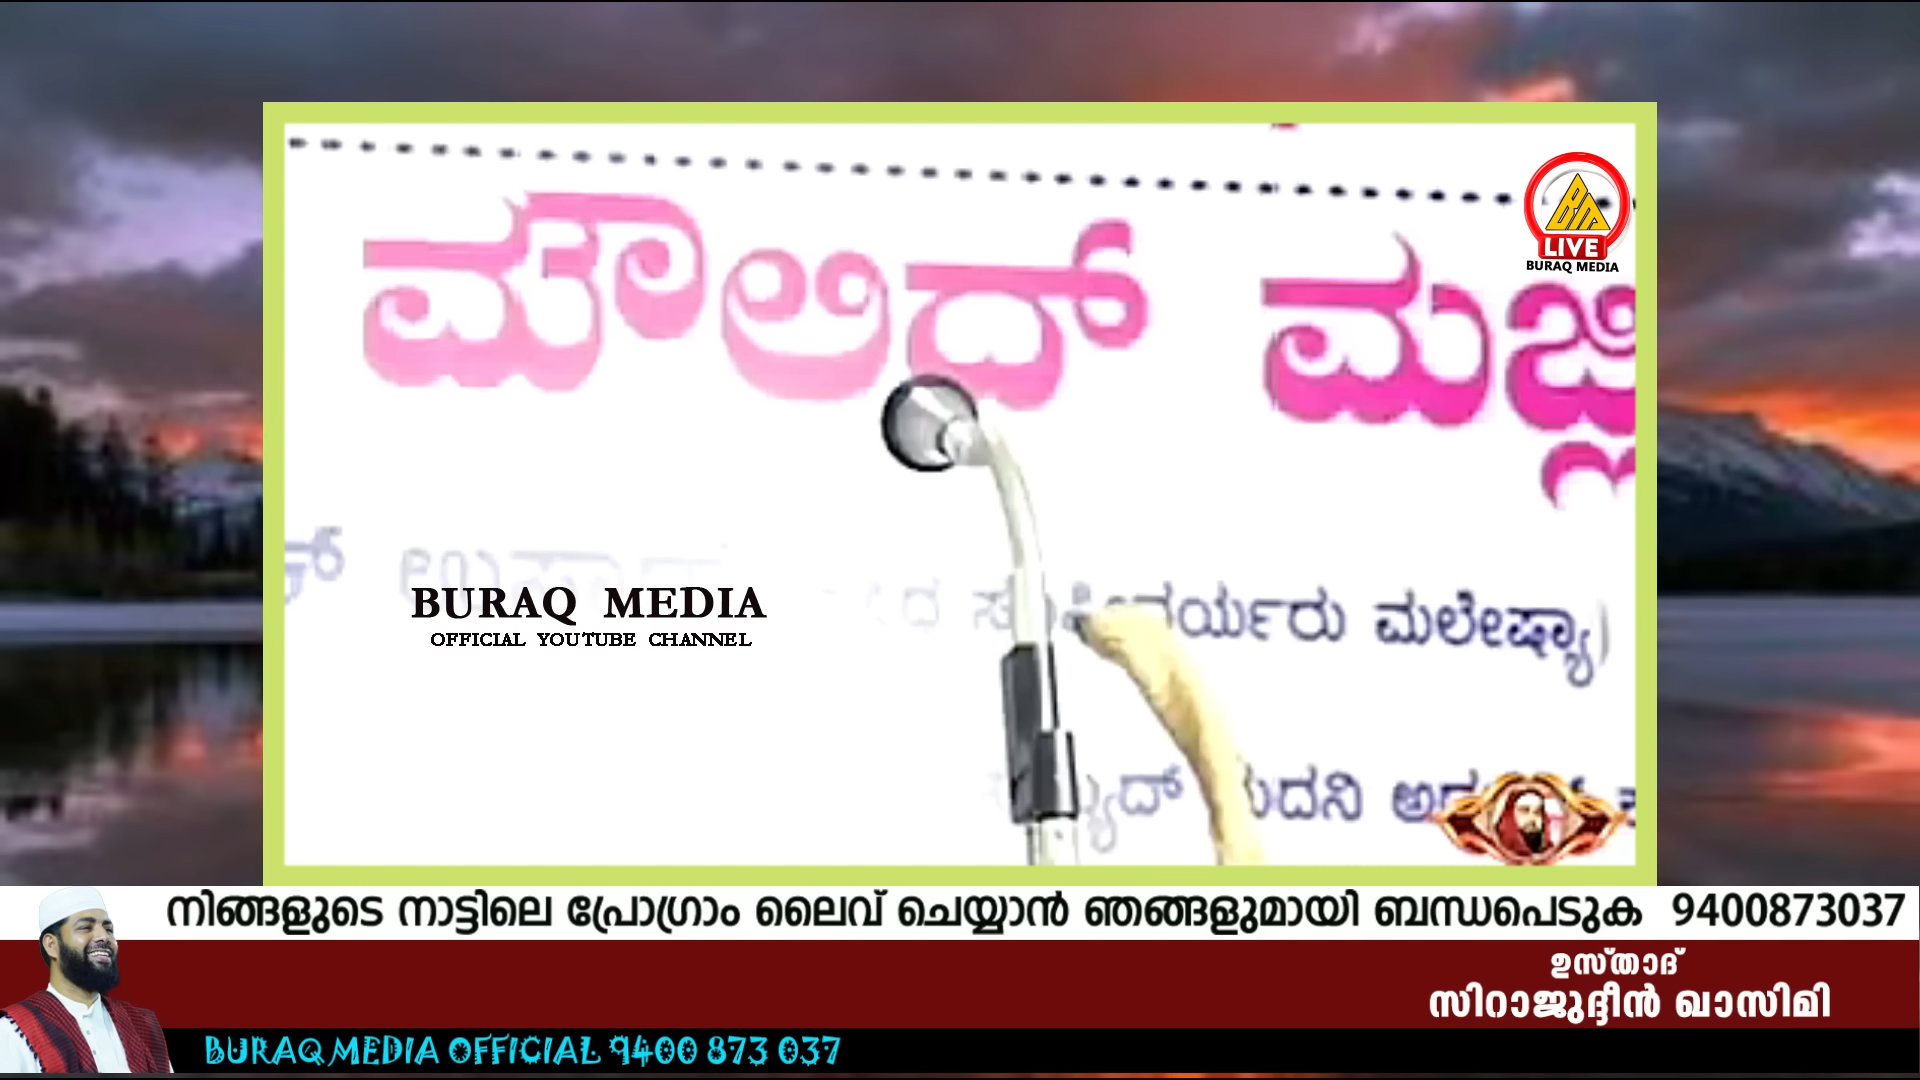 ಮೌಲಿದ್
LIVE
BURAQ MEDIA
BURAQ MEDIA
OFFICIAL YOUTUBE CHANNEL
ಮಲೇಷ್ಯಾ)
നിങ്ങളുടെ നാട്ടിലെ പ്രോഗ്രാം ലൈവ് ചെയ്യാൻ ഞങ്ങളുമായി ബന്ധപെടുക 9400873037
ഉസ്താദ്
സിറാജുദ്ദീൻ ഖാസിമി
BURAQ MEDIA OFFICIAL 9400 873 037